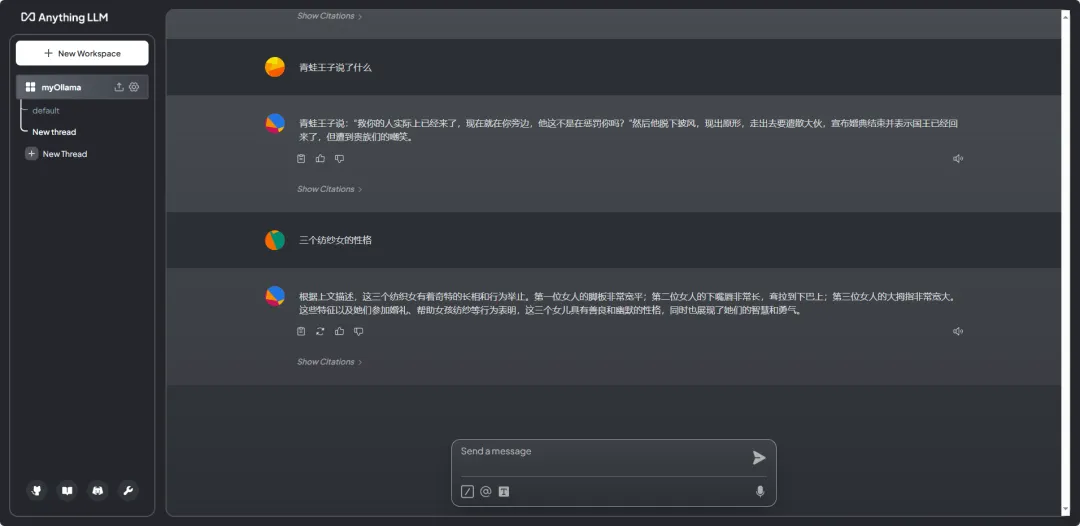 Anything LLM
New Workspace
myOllama
default
New thread
New Thread
Show Citations
青蛙王子说了什么
青蛙王子说：“救你的人实际上已经来了，现在就在你旁边，他这不是在惩罚你吗？”然后他脱下披风，现出原形，走出去要遣散大伙，宣布婚典结束并表示国王已经回
来了，但遭到贵族们的嘲笑。
Show Citations
三个纺纱女的性格
根据上文描述，这三个纺织女有着奇特的长相和行为举止。第一位女人的脚板非常宽平；第二位女人的下嘴唇非常长，耷拉到下巴上；第三位女人的大拇指非常宽大。
这些特征以及她们参加婚礼、帮助女孩纺纱等行为表明，这三个女儿具有善良和幽默的性格，同时也展现了她们的智慧和勇气。
Show Citations
Send a message